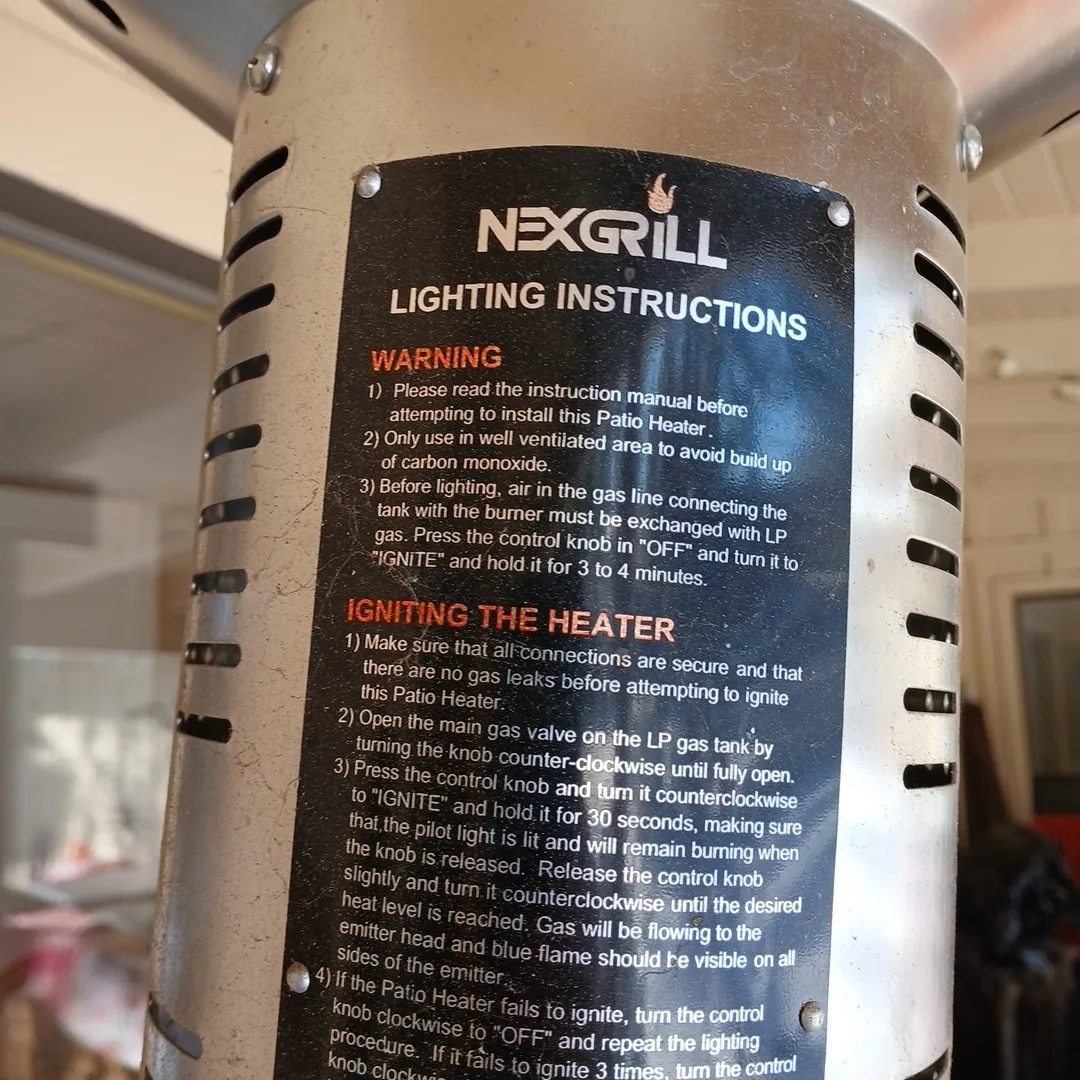 NEXGRILL
LIGHTING INSTRUCTIONS
WARNING
1) Please read the instruction manual before
attempting to install this Patio Heater.
2) Only use in well ventilated area to avoid build up
of carbon monoxide.
3) Before lighting, air in the gas line connecting the
tank with the burner must be exchanged with LP
gas. Press the control knob in "OFF" and turn it to
"IGNITE" and hold it for 3 to 4 minutes.
IGNITING THE HEATER
1) Make sure that all connections are secure and that
there are no gas leaks before attempting to ignite
this Patio Heater.
2) Open the main gas valve on the LP gas tank by
turning the knob counter-clockwise until fully open.
3) Press the control knob and turn it counterclockwise
to "IGNITE" and hold it for 30 seconds, making sure
that the pilot light is lit and will remain burning when
the knob is released. Release the control knob
slightly and turn it counterclockwise until the desired
heat level is reached. Gas will be flowing to the
emitter head and blue flame should be visible on all
sides of the emitter.
4) If the Patio Heater fails to ignite, turn the control
knob clockwise to "OFF" and repeat the lighting
procedure. If it fails to ignite 3 times, turn the control
knob